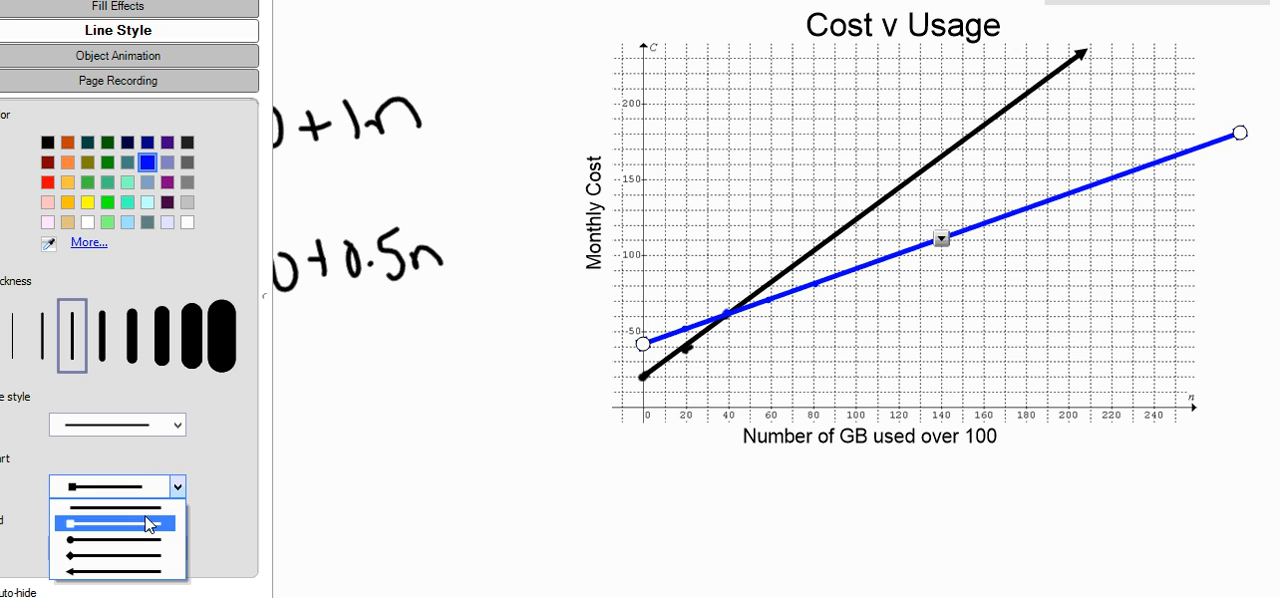 Fill Effects
Line Style
Object Animation
Page Recording
or
More...
ckness
e style
art
d
uto-hide
0+1n
0+0.5n
Cost v Usage
C
200
150
100
50
Monthly Cost
n
0 20 40 60 80 100 120 140 160 180 200 220 240
Number of GB used over 100